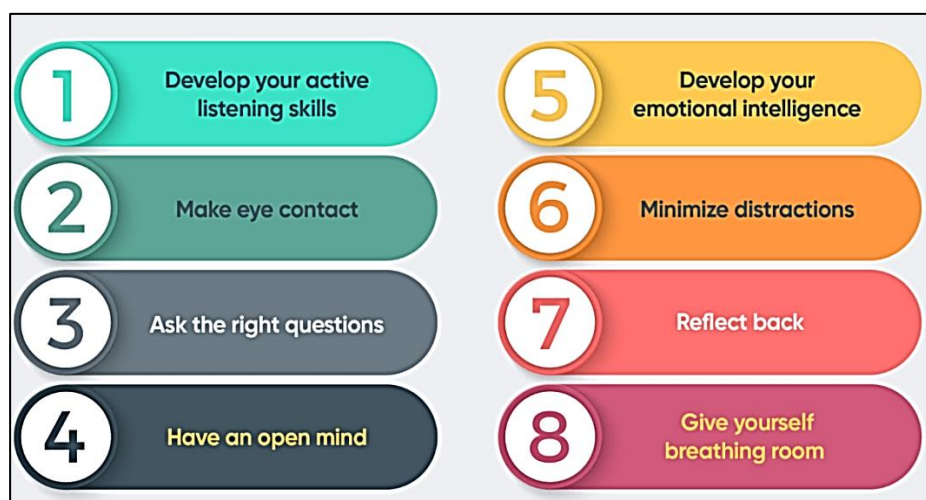 1
Develop your active
listening skills
2
Make eye contact
3
Ask the right questions
4
Have an open mind
5
Develop your
emotional intelligence
6
Minimize distractions
7
Reflect back
8
Give yourself
breathing room